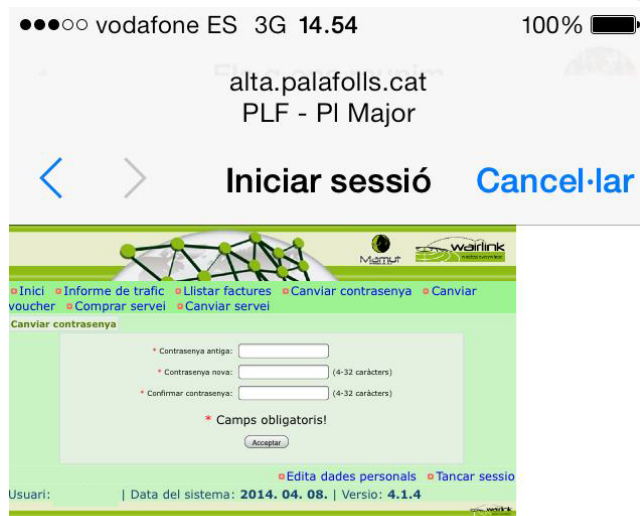 vodafone ES 3G 14.54 100%
alta.palafolls.cat
PLF - Pl Major
Iniciar sessió Cancel·lar
Mamut wairlink
Inici Informe de trafic Llistar factures Canviar contrasenya Canviar
voucher Comprar servei Canviar servei
Canviar contrasenya
* Contrasenya antiga:
* Contrasenya nova: (4-32 caràcters)
* Confirmar contrasenya: (4-32 caràcters)
* Camps obligatoris!
Acceptar
Edita dades personals Tancar sessio
Usuari: | Data del sistema: 2014. 04. 08. | Versio: 4.1.4
wairlink